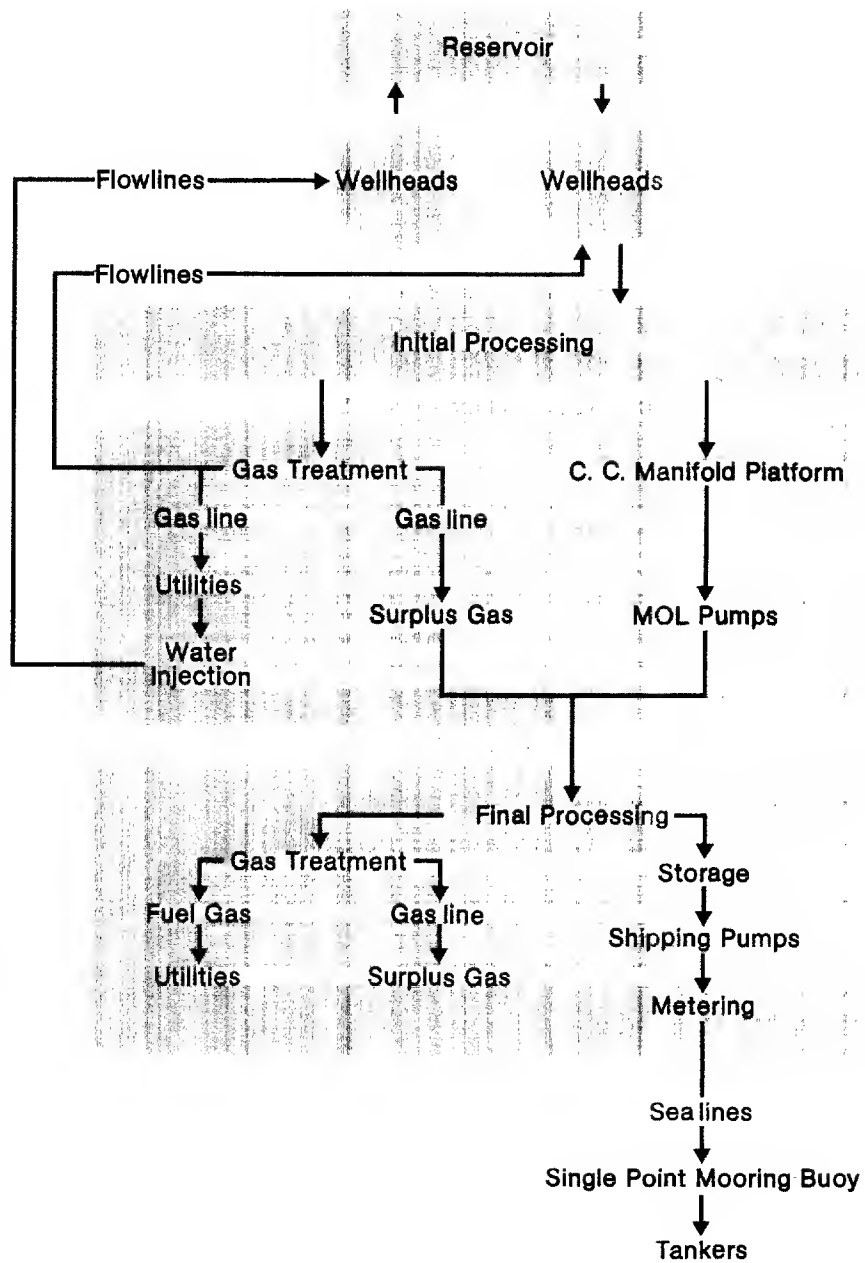 Reservoir
Flowlines
Wellheads
Wellheads
Flowlines
Initial Processing
Gas Treatment
C. C. Manifold Platform
Gas line
Gas line
Utilities
Surplus Gas
MOL Pumps
Water
Injection
Final Processing
Gas Treatment
Storage
Fuel Gas
Gas line
Shipping Pumps
Utilities
Surplus Gas
Metering
Sea lines
Single Point Mooring Buoy
Tankers